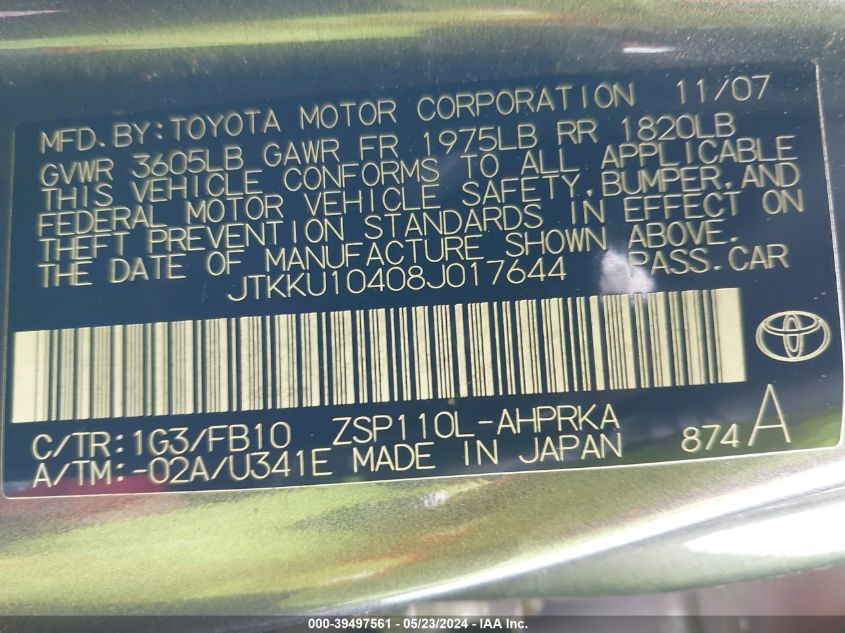 MFD. BY: TOYOTA MOTOR CORPORATION 11/07
GVWR 3605LB GAWR FR 1975LB RR 1820LB
THIS VEHICLE CONFORMS TO ALL APPLICABLE
FEDERAL MOTOR VEHICLE SAFETY, BUMPER, AND
THEFT PREVENTION STANDARDS IN EFFECT ON
THE DATE OF MANUFACTURE SHOWN ABOVE.
JTKKU10408J017644 PASS. CAR
C/TR: 1G3/FB10 ZSP110L-AHPRKA 874 A
A/TM: -02A/U341E MADE IN JAPAN
000-39497561 - 05/23/2024 - IAA Inc.